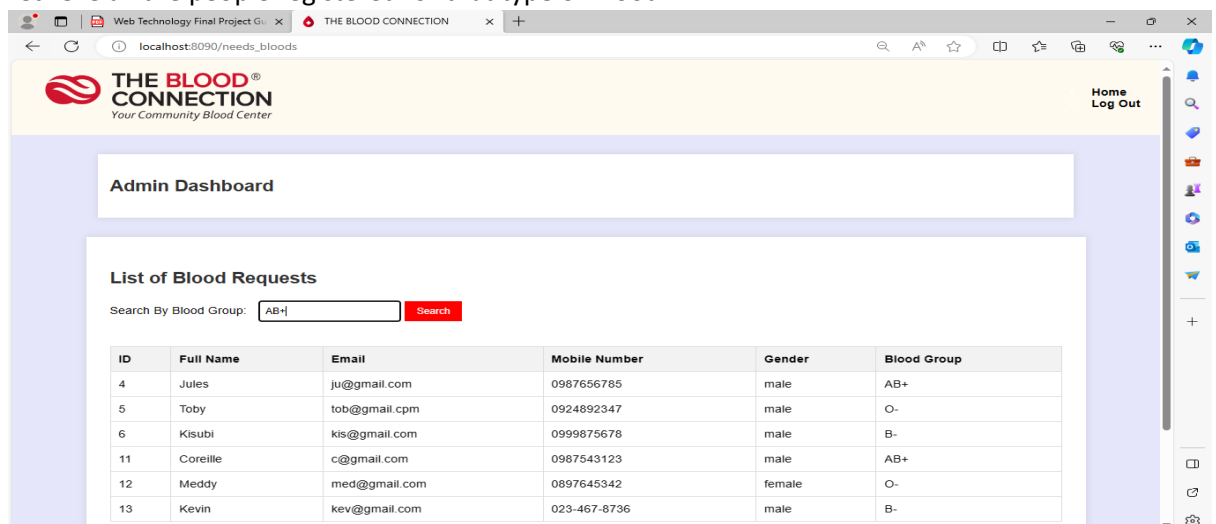 Web Technology Final Project Gu
THE BLOOD CONNECTION
localhost:8090/needs_bloods
THE BLOOD®
CONNECTION
Your Community Blood Center
Home
Log Out
Admin Dashboard
List of Blood Requests
Search By Blood Group: AB+ Search
ID Full Name Email Mobile Number Gender Blood Group
4 Jules ju@gmail.com 0987656785 male AB+
5 Toby tob@gmail.cpm 0924892347 male O-
6 Kisubi kis@gmail.com 0999875678 male B-
11 Coreille c@gmail.com 0987543123 male AB+
12 Meddy med@gmail.com 0897645342 female O-
13 Kevin kev@gmail.com 023-467-8736 male B-